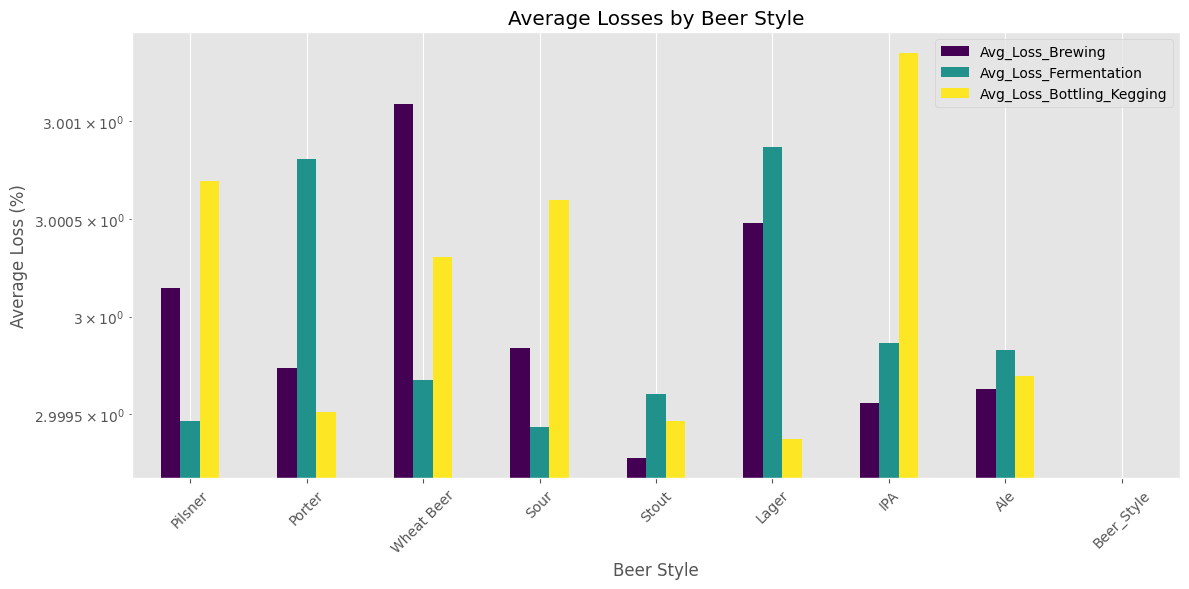 Average Losses by Beer Style
Avg_Loss_Brewing
Avg_Loss_Fermentation
Avg_Loss_Bottling_Kegging
Average Loss (%)
3.001 × 10⁰
3.0005 × 10⁰
3 × 10⁰
2.9995 × 10⁰
Pilsner
Porter
Wheat Beer
Sour
Stout
Lager
IPA
Ale
Beer_Style
Beer Style